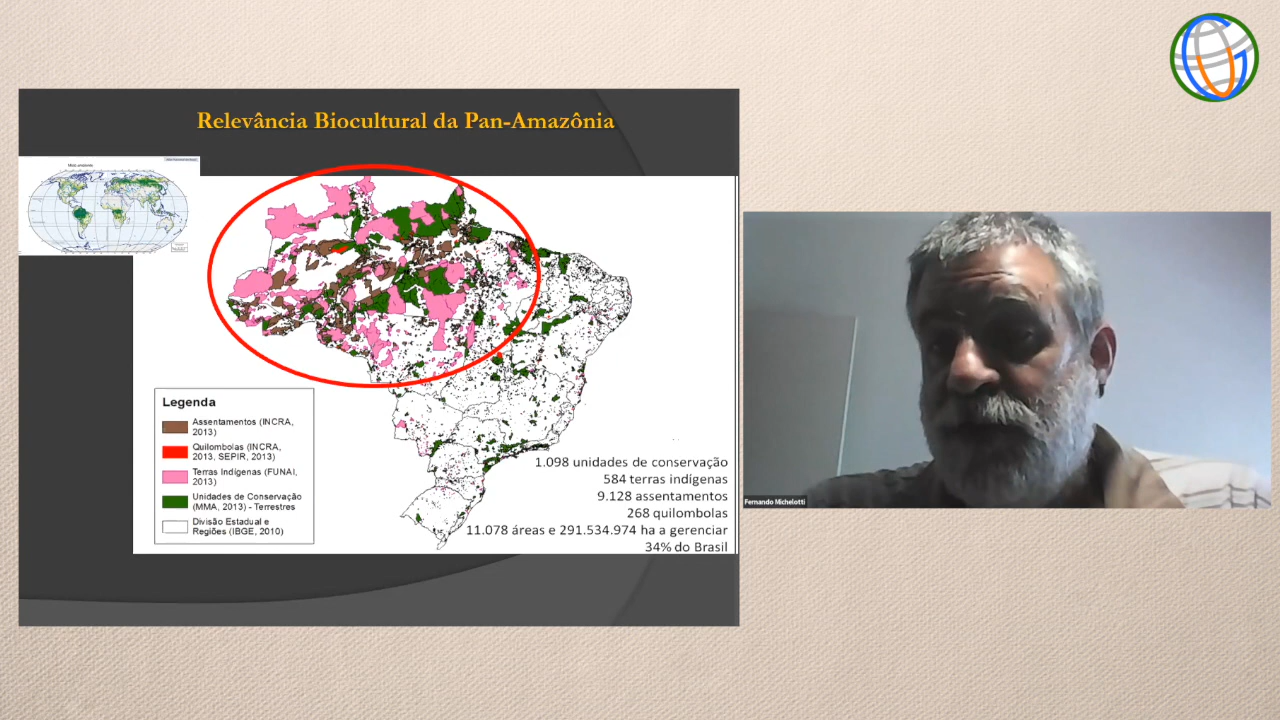 Relevância Biocultural da Pan-Amazônia
Legenda
Assentamentos (INCRA,
2013)
Quilombolas (INCRA,
2013, SEPIR, 2013)
Terras Indígenas (FUNAI,
2013)
Unidades de Conservação
(MMA, 2013) - Terrestres
Divisão Estadual e
Regiões (IBGE, 2010)
1.098 unidades de conservação
584 terras indígenas
9.128 assentamentos
268 quilombolas
11.078 áreas e 291.534.974 ha a gerenciar
34% do Brasil
Fernando Michelotti